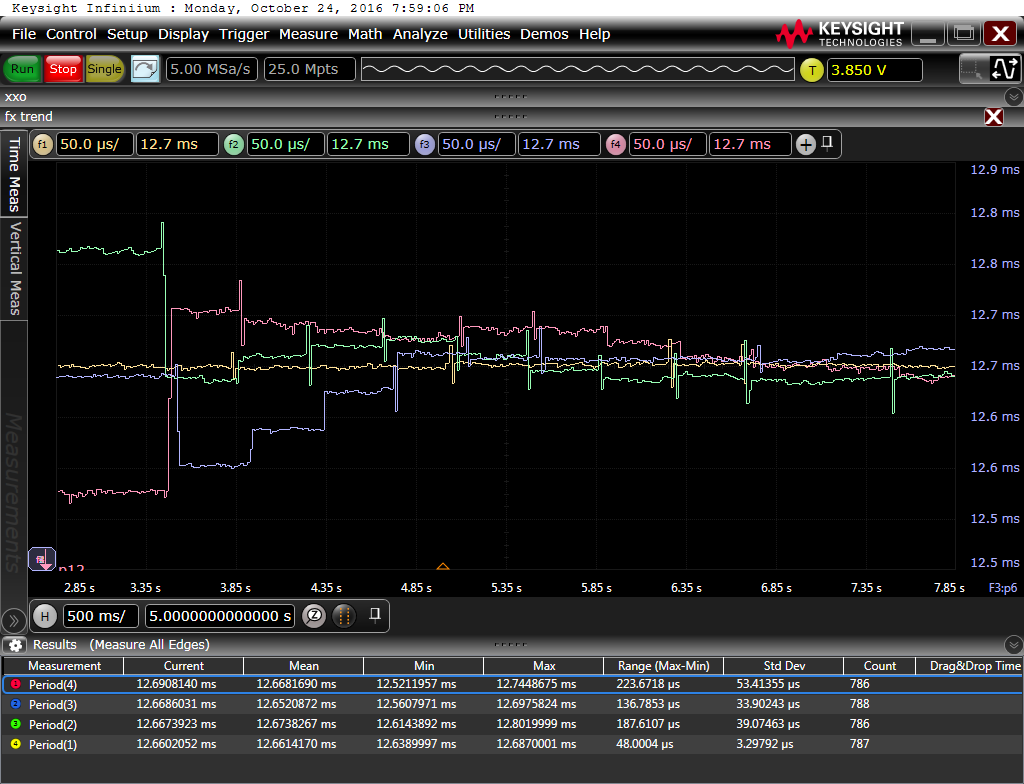 Keysight Infiniium : Monday, October 24, 2016 7:59:06 PM
File Control Setup Display Trigger Measure Math Analyze Utilities Demos Help
KEYSIGHT
TECHNOLOGIES
Run Stop Single 5.00 MSa/s 25.0 Mpts T 3.850 V
xxo
fx trend
f1 50.0 µs/ 12.7 ms f2 50.0 µs/ 12.7 ms f3 50.0 µs/ 12.7 ms f4 50.0 µs/ 12.7 ms
Time Meas
Vertical Meas
Measurements
12.9 ms
12.8 ms
12.8 ms
12.7 ms
12.7 ms
12.6 ms
12.6 ms
12.5 ms
12.5 ms
2.85 s 3.35 s 3.85 s 4.35 s 4.85 s 5.35 s 5.85 s 6.35 s 6.85 s 7.35 s 7.85 s F3:p6
H 500 ms/ 5.0000000000000 s
Results (Measure All Edges)
Measurement Current Mean Min Max Range (Max-Min) Std Dev Count Drag&Drop Time
1 Period(4) 12.6908140 ms 12.6681690 ms 12.5211957 ms 12.7448675 ms 223.6718 µs 53.41355 µs 786
2 Period(3) 12.6686031 ms 12.6520872 ms 12.5607971 ms 12.6975824 ms 136.7853 µs 33.90243 µs 788
3 Period(2) 12.6673923 ms 12.6738267 ms 12.6143892 ms 12.8019999 ms 187.6107 µs 39.07463 µs 786
4 Period(1) 12.6602052 ms 12.6614170 ms 12.6389997 ms 12.6870001 ms 48.0004 µs 3.29792 µs 787